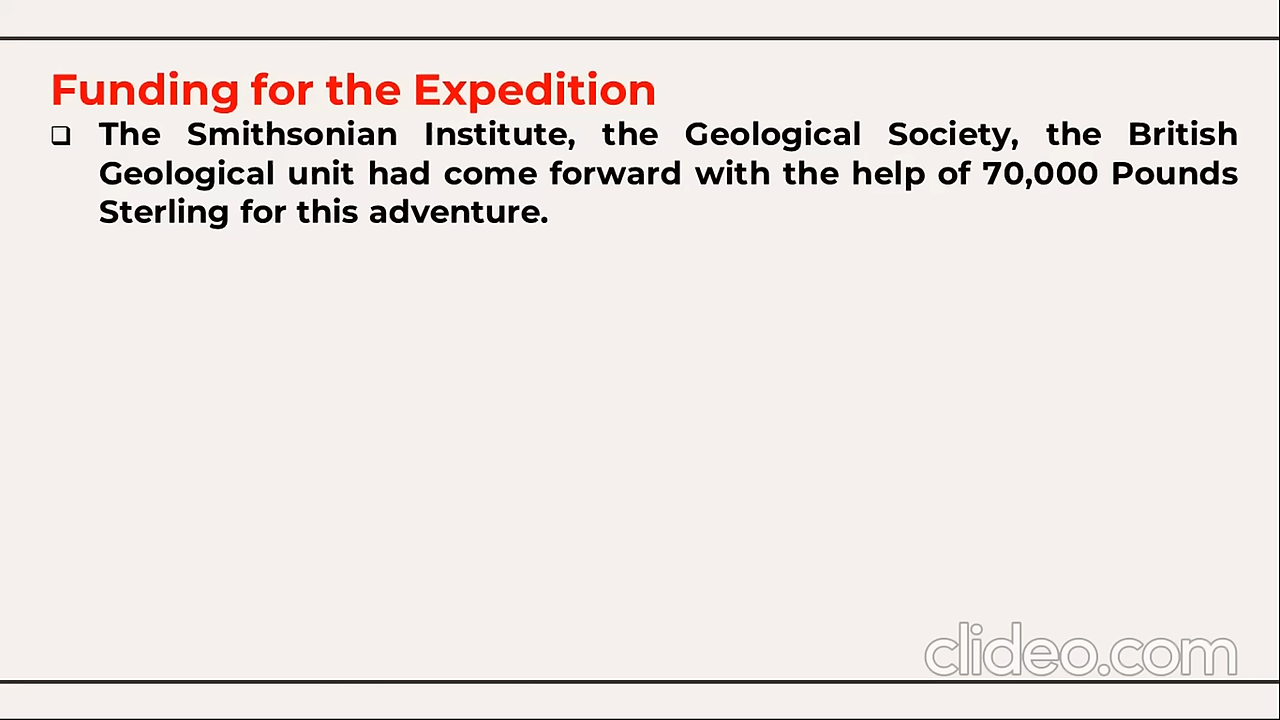 Funding for the Expedition
❑ The Smithsonian Institute, the Geological Society, the British
Geological unit had come forward with the help of 70,000 Pounds
Sterling for this adventure.
clideo.com